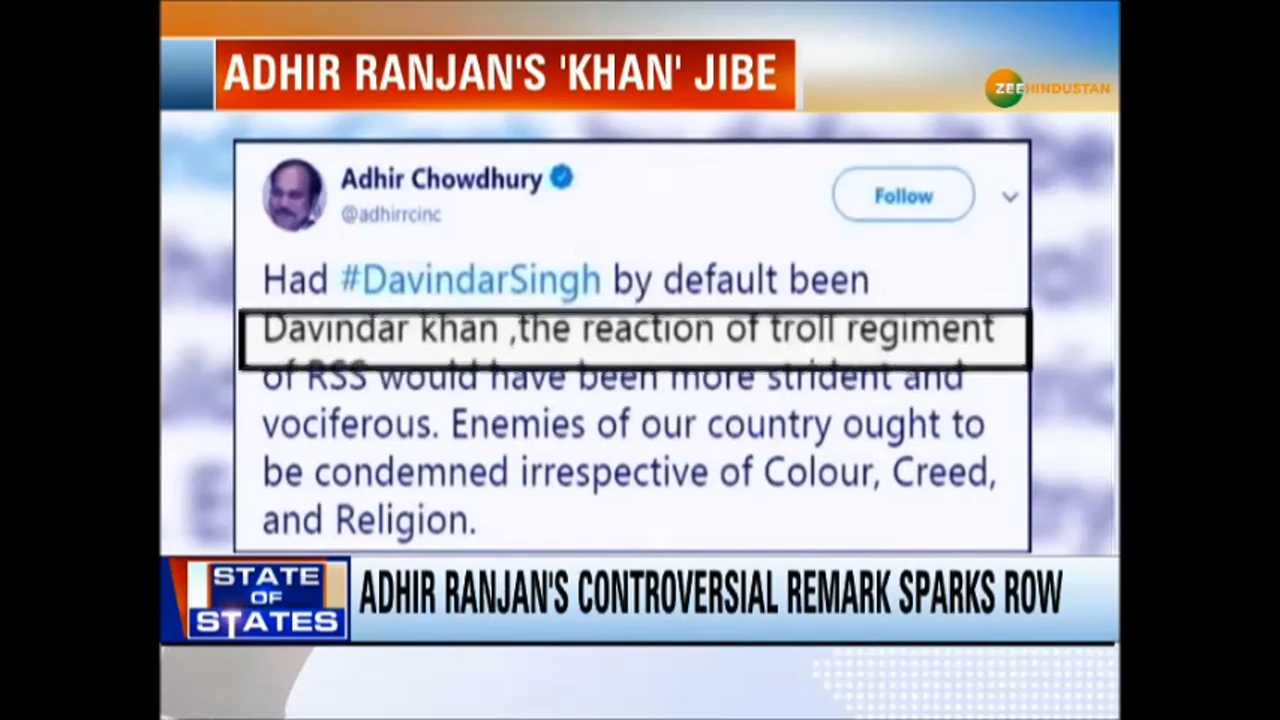 ADHIR RANJAN'S 'KHAN' JIBE
ZEEHINDUSTAN
Adhir Chowdhury
@adhirrcinc
Follow
Had #DavindarSingh by default been
Davindar khan ,the reaction of troll regiment
of RSS would have been more strident and
vociferous. Enemies of our country ought to
be condemned irrespective of Colour, Creed,
and Religion.
STATE
OF
STATES
ADHIR RANJAN'S CONTROVERSIAL REMARK SPARKS ROW